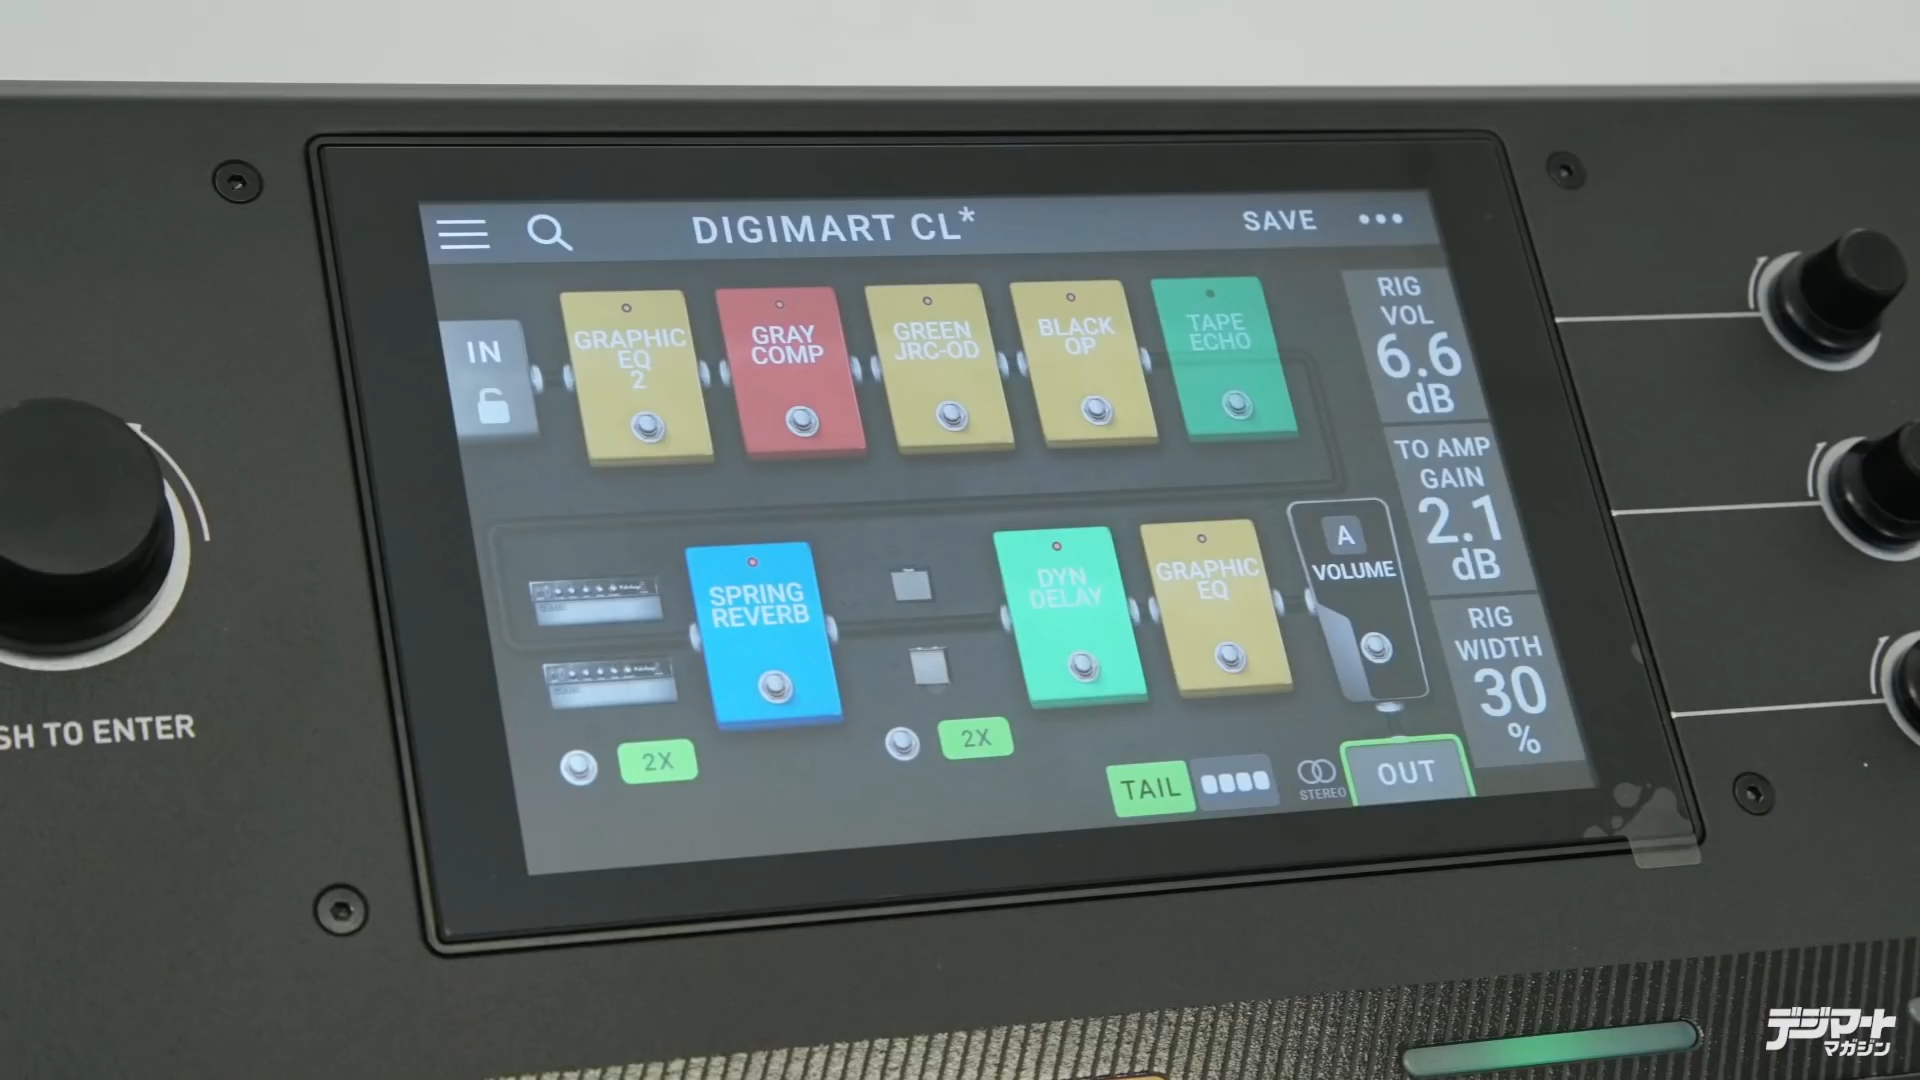 DIGIMART CL*
SAVE
IN
GRAPHIC
EQ
2
GRAY
COMP
GREEN
JRC-OD
BLACK
OP
TAPE
ECHO
RIG
VOL
6.6
dB
TO AMP
GAIN
2.1
dB
RIG
WIDTH
30
%
SPRING
REVERB
DYN
DELAY
GRAPHIC
EQ
A
VOLUME
2X
2X
TAIL
STEREO
OUT
SH TO ENTER
デジマート
マガジン